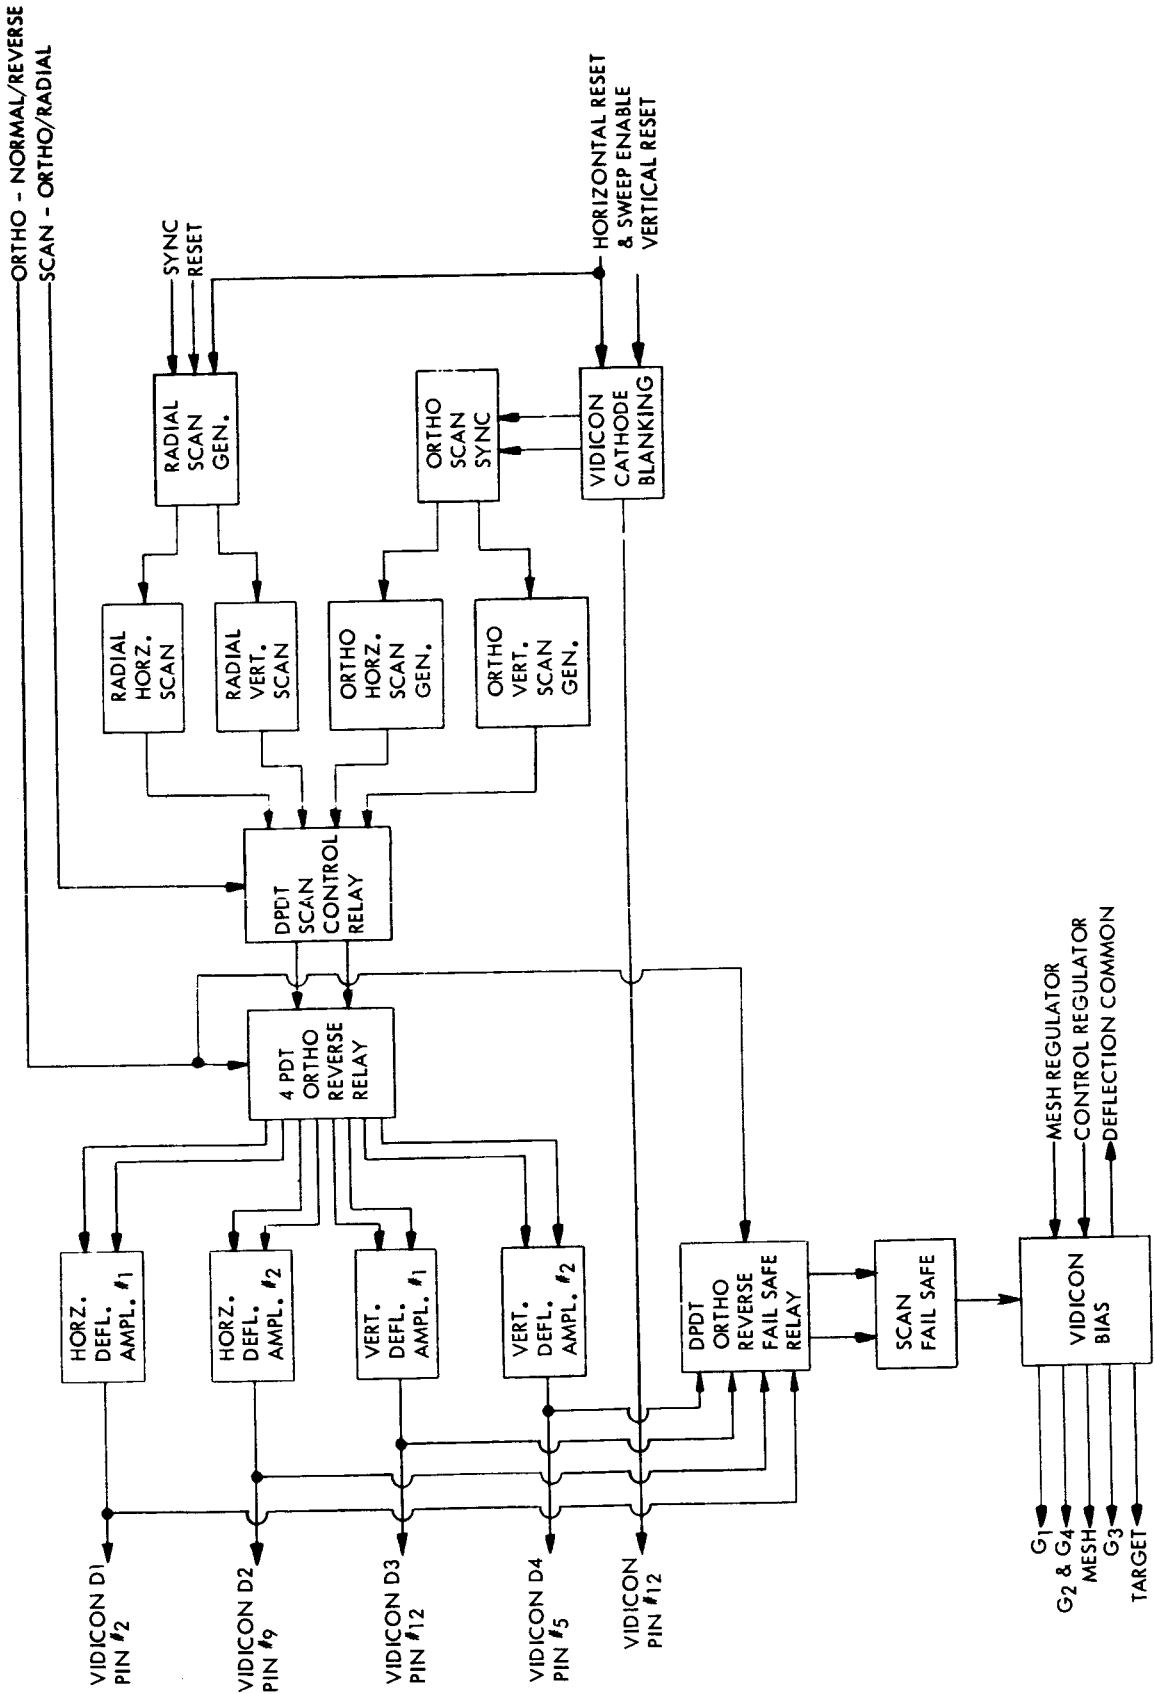 ORTHO - NORMAL/REVERSE
SCAN - ORTHO/RADIAL
SYNC
RESET
HORIZONTAL RESET
& SWEEP ENABLE
VERTICAL RESET
RADIAL
SCAN
GEN.
ORTHO
SCAN
SYNC
VIDICON
CATHODE
BLANKING
RADIAL
HORZ.
SCAN
RADIAL
VERT.
SCAN
ORTHO
HORZ.
SCAN
GEN.
ORTHO
VERT.
SCAN
GEN.
DPDT
SCAN
CONTROL
RELAY
4 PDT
ORTHO
REVERSE
RELAY
HORZ.
DEFL.
AMPL. #1
HORZ.
DEFL.
AMPL. #2
VERT.
DEFL.
AMPL. #1
VERT.
DEFL.
AMPL. #2
DPDT
ORTHO
REVERSE
FAIL SAFE
RELAY
SCAN
FAIL SAFE
VIDICON
BIAS
MESH REGULATOR
CONTROL REGULATOR
DEFLECTION COMMON
VIDICON D1
PIN #2
VIDICON D2
PIN #9
VIDICON D3
PIN #12
VIDICON D4
PIN #5
VIDICON
PIN #12
G1
G2 & G4
MESH
G3
TARGET